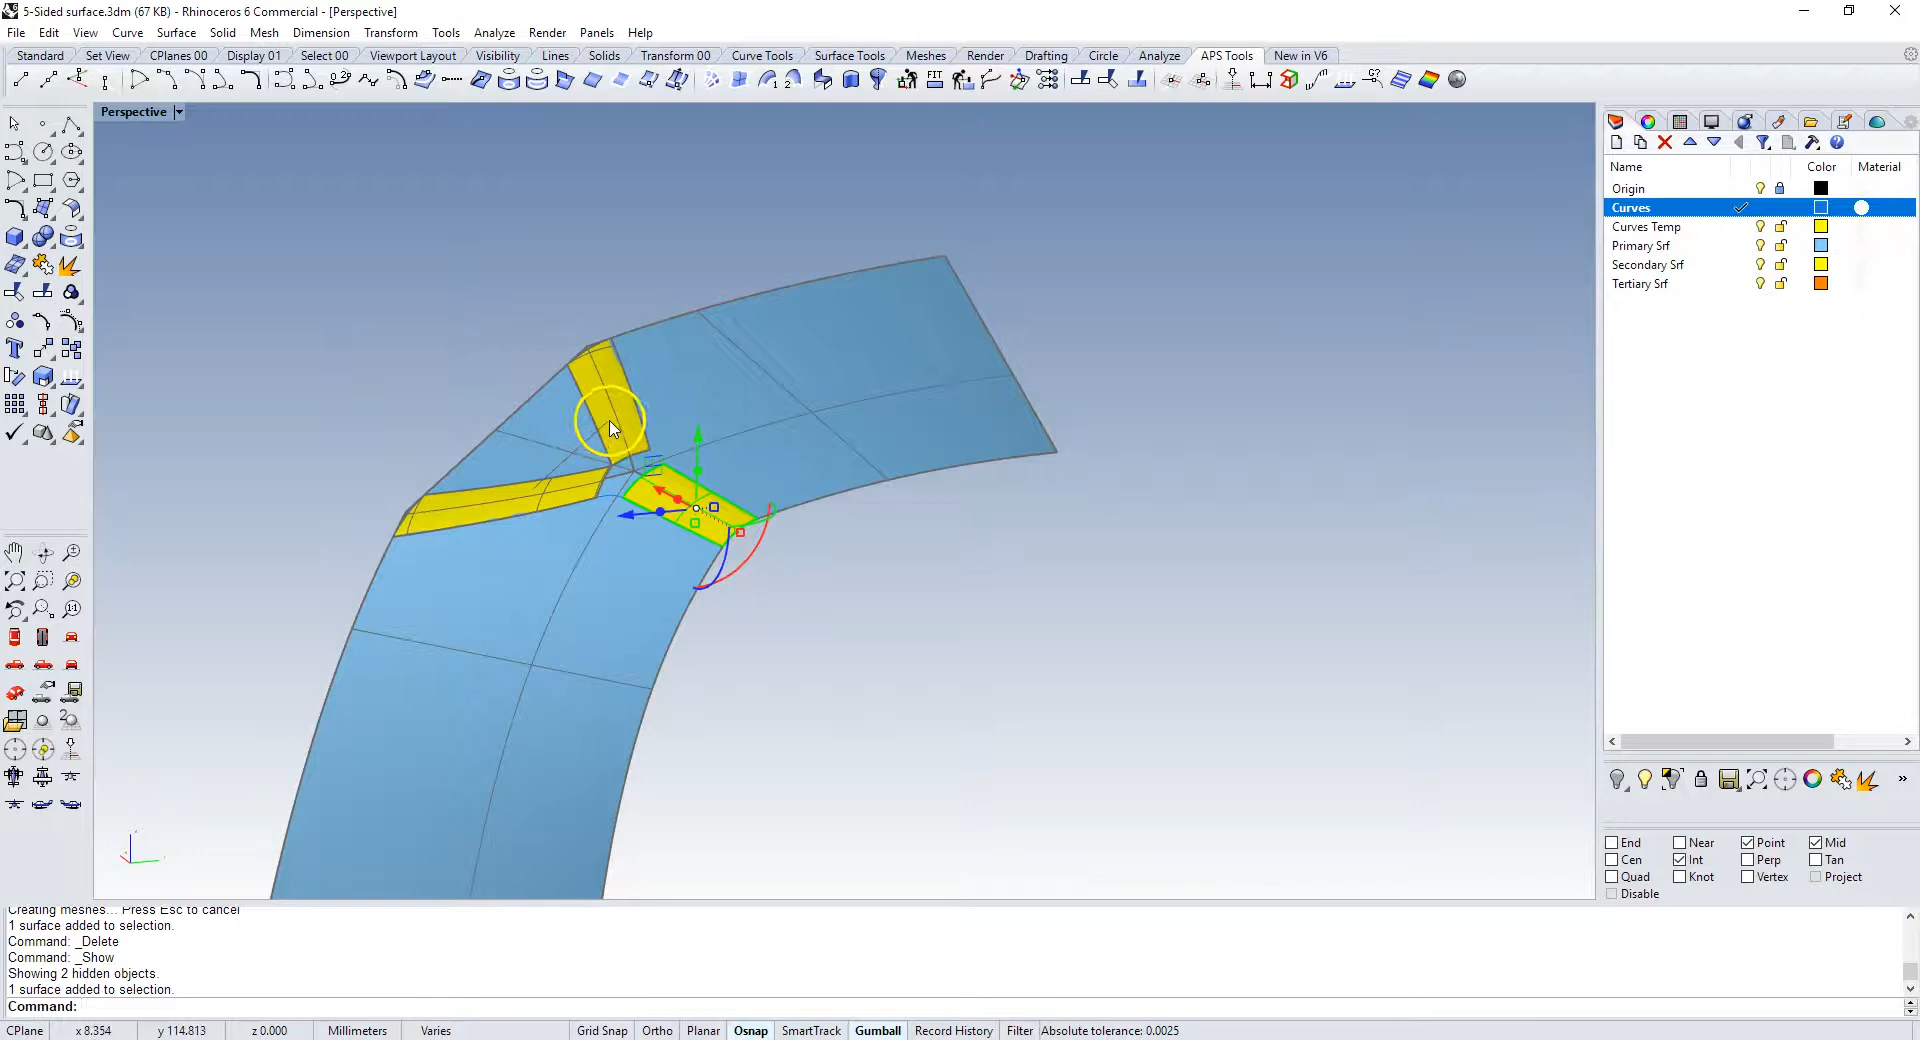 5-Sided surface.3dm (67 KB) - Rhinoceros 6 Commercial - [Perspective]
File Edit View Curve Surface Solid Mesh Dimension Transform Tools Analyze Render Panels Help
Standard Set View CPlanes 00 Display 01 Select 00 Viewport Layout Visibility Lines Solids Transform 00 Curve Tools Surface Tools Meshes Render Drafting Circle Analyze APS Tools New in V6
Perspective
Name Color Material
Origin
Curves
Curves Temp
Primary Srf
Secondary Srf
Tertiary Srf
End Near Point Mid
Cen Int Perp Tan
Quad Knot Vertex Project
Disable
Creating meshes... Press Esc to cancel
1 surface added to selection.
Command: _Delete
Command: _Show
Showing 2 hidden objects.
1 surface added to selection.
Command:
CPlane x 8.354 y 114.813 z 0.000 Millimeters Varies Grid Snap Ortho Planar Osnap SmartTrack Gumball Record History Filter Absolute tolerance: 0.0025